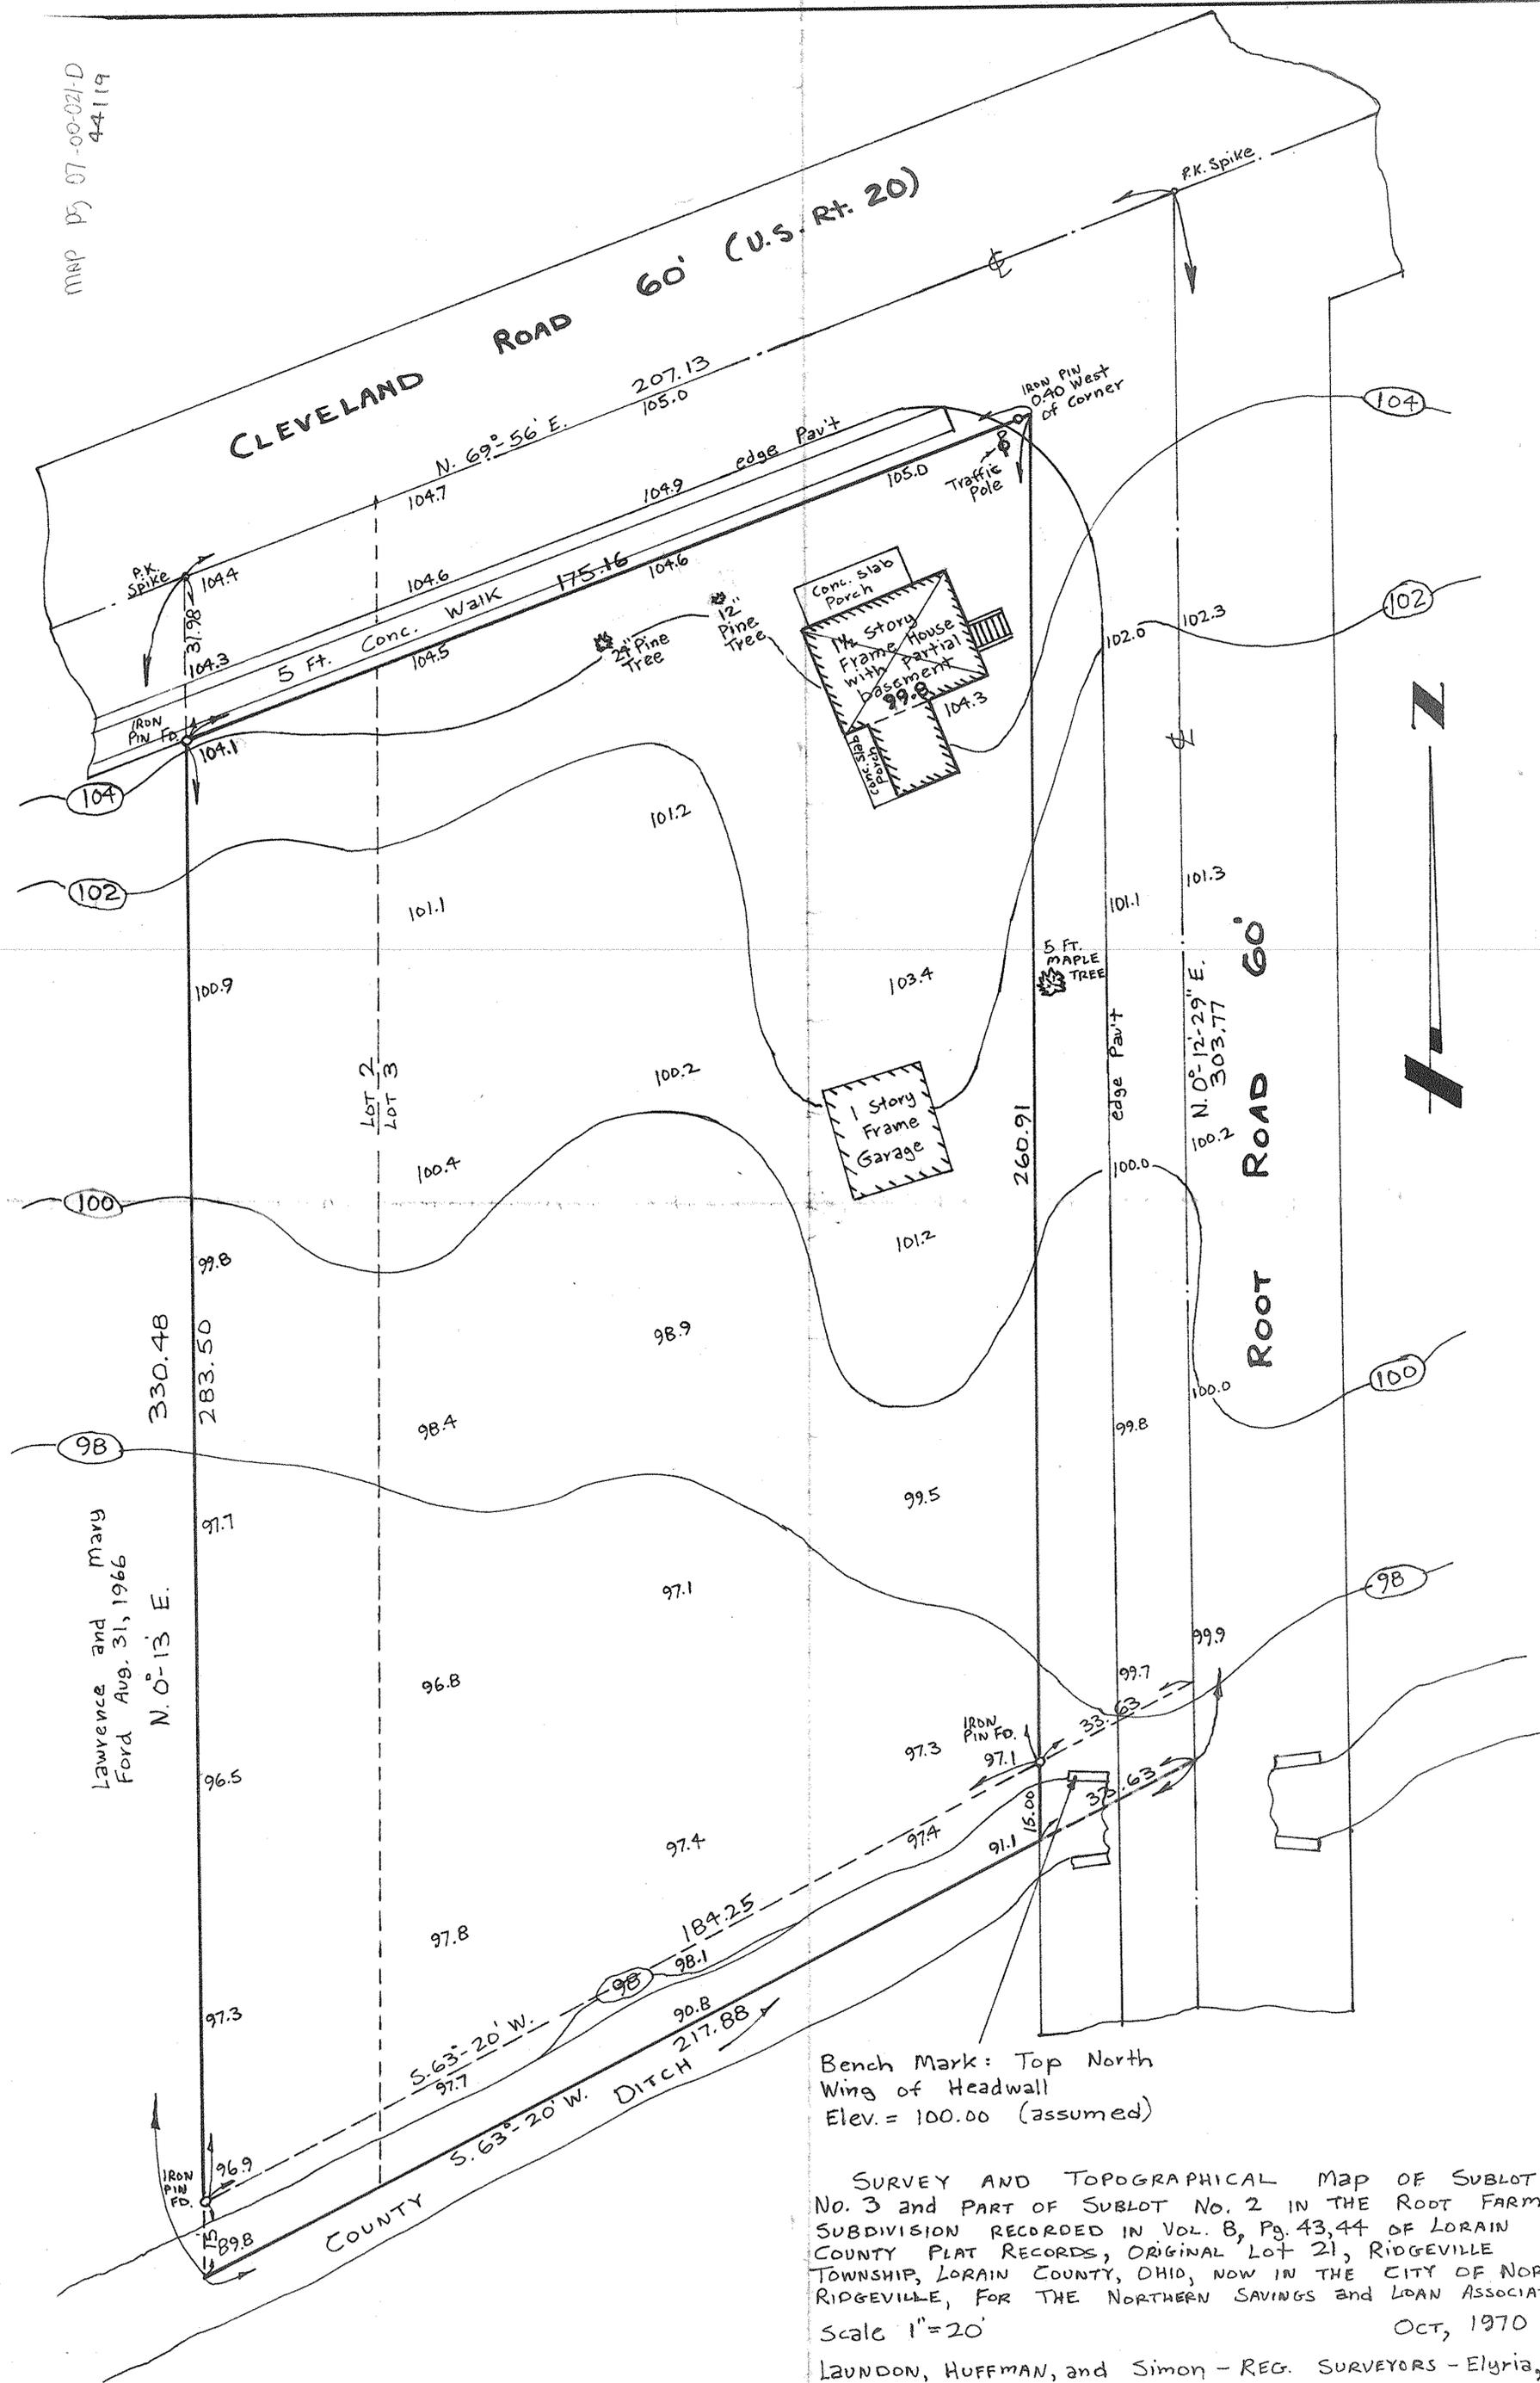 MAP pg 07-00-021-D
44119
P.K. Spike.
CLEVELAND ROAD 60' (U.S. Rt. 20)
℄
207.13
N. 69°-56' E.
105.0
104.7
IRON PIN
0.40 West
of Corner
edge Pav't
104
104.9
105.0
Traffic
Pole
P.K.
Spike
104.4
104.6
175.16
104.6
31.98
104.3
5 Ft. Conc. Walk
104.5
Conc. Slab
Porch
12"
Pine
Tree
24" Pine
Tree
1½ Story
Frame House
with Partial
basement
99.8
104.3
102.0
102.3
102
IRON
PIN FD.
104.1
Conc. Slab
Porch
℄
N
104
101.2
102
101.1
101.3
101.1
100.9
103.4
5 FT.
MAPLE
TREE
LOT 2
LOT 3
100.2
1 Story
Frame
Garage
edge Pav't
N. 0°-12'-29" E.
303.77
ROOT ROAD 60'
260.91
100.4
100.0
100.2
100
99.8
101.2
98.9
330.48
283.50
98.4
100.0
100
99.8
98
99.5
97.7
Lawrence and Mary
Ford Aug. 31, 1966
N. 0°-13' E.
97.1
98
99.9
96.8
99.7
33.63
IRON
PIN FD.
97.3
97.1
96.5
33.63
15.00
97.4
97.4
91.1
184.25
97.8
98.1
98
97.3
90.8
217.88
S. 63°-20' W.
97.7
S. 63°-20' W.
COUNTY DITCH
Bench Mark: Top North
Wing of Headwall
Elev. = 100.00 (assumed)
IRON
PIN
FD.
96.9
15
89.8
SURVEY AND TOPOGRAPHICAL Map OF SUBLOT
No. 3 and PART OF SUBLOT No. 2 IN THE ROOT FARM
SUBDIVISION RECORDED IN VOL. 8, Pg. 43,44 OF LORAIN
COUNTY PLAT RECORDS, ORIGINAL Lot 21, RIDGEVILLE
TOWNSHIP, LORAIN COUNTY, OHIO, NOW IN THE CITY OF NOR
RIDGEVILLE, FOR THE NORTHERN SAVINGS and LOAN ASSOCIA
Scale 1"=20'
OCT, 1970
LAUNDON, HUFFMAN, and Simon - REG. SURVEYORS - Elyria,